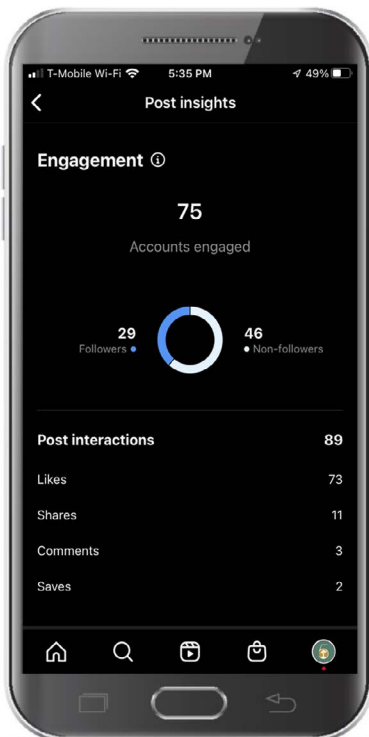 T-Mobile Wi-Fi 5:35 PM 49%
Post insights
Engagement
75
Accounts engaged
29
Followers
46
Non-followers
Post interactions 89
Likes 73
Shares 11
Comments 3
Saves 2